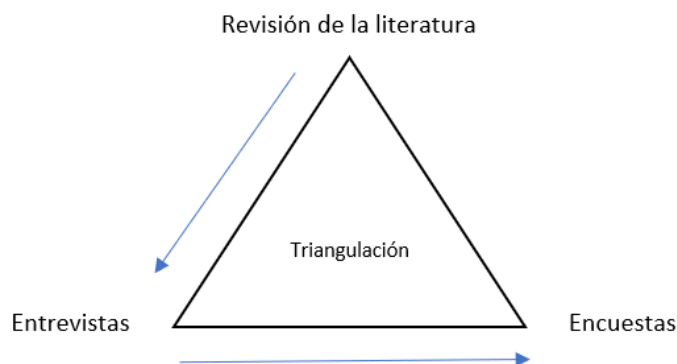 Revisión de la literatura
Triangulación
Entrevistas
Encuestas